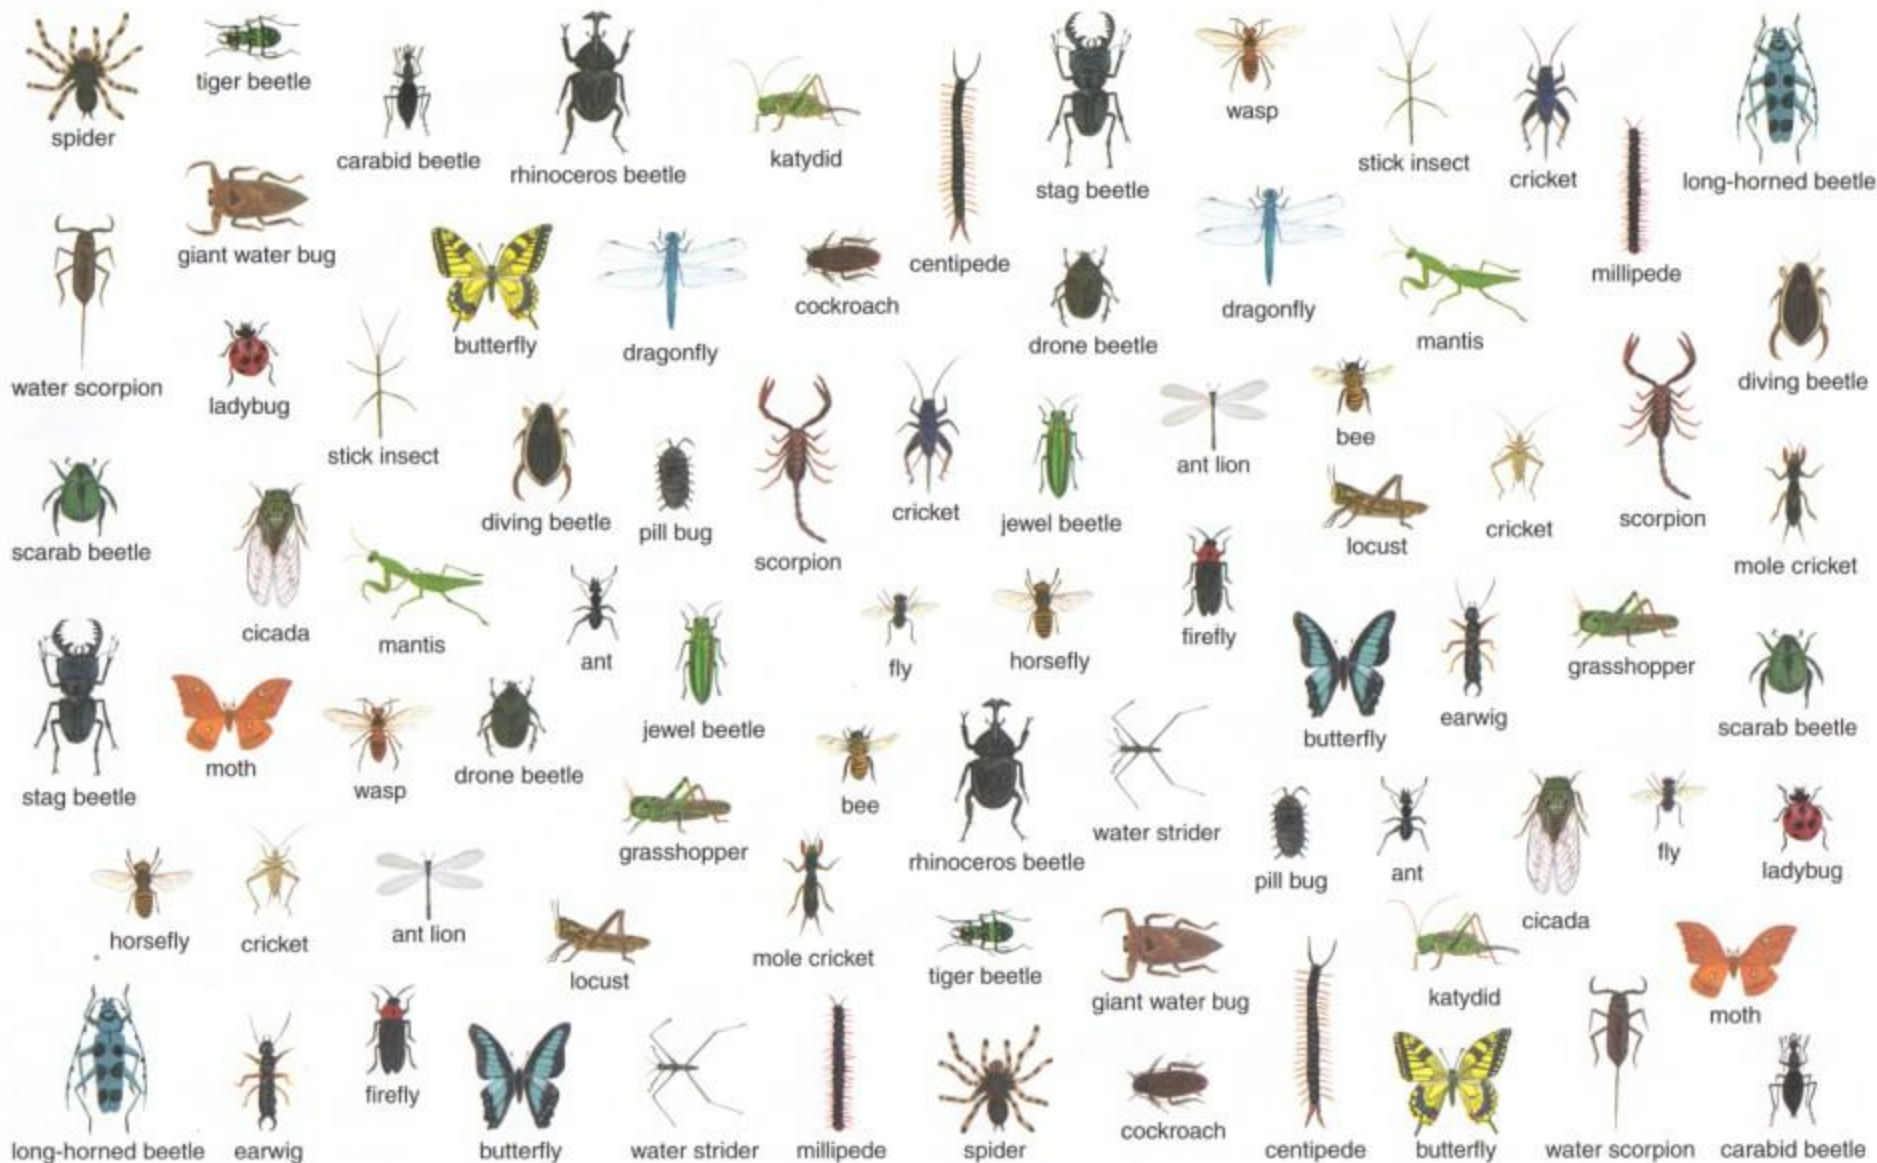 spider
tiger beetle
carabid beetle
rhinoceros beetle
katydid
centipede
stag beetle
wasp
stick insect
cricket
millipede
long-horned beetle
water scorpion
giant water bug
ladybug
stick insect
butterfly
dragonfly
cockroach
drone beetle
dragonfly
mantis
diving beetle
scarab beetle
cicada
mantis
diving beetle
pill bug
scorpion
cricket
jewel beetle
ant lion
bee
locust
cricket
scorpion
mole cricket
stag beetle
moth
wasp
drone beetle
ant
jewel beetle
fly
horsefly
firefly
butterfly
earwig
grasshopper
scarab beetle
horsefly
cricket
ant lion
locust
grasshopper
bee
mole cricket
rhinoceros beetle
water strider
pill bug
ant
cicada
fly
ladybug
long-horned beetle
earwig
firefly
butterfly
water strider
millipede
tiger beetle
spider
giant water bug
cockroach
centipede
katydid
butterfly
water scorpion
moth
carabid beetle